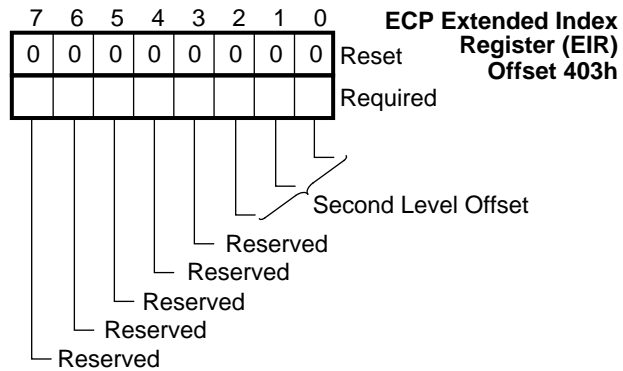 7 6 5 4 3 2 1 0
ECP Extended Index
Register (EIR)
Offset 403h
0 0 0 0 0 0 0 0 Reset
Required
Second Level Offset
Reserved
Reserved
Reserved
Reserved
Reserved